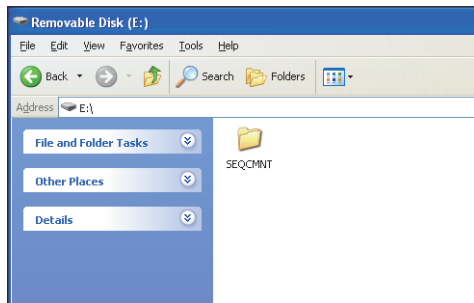 Removable Disk (E:)
File Edit View Favorites Tools Help
Back Search Folders
Address E:\
File and Folder Tasks
Other Places
Details
SEQCMNT